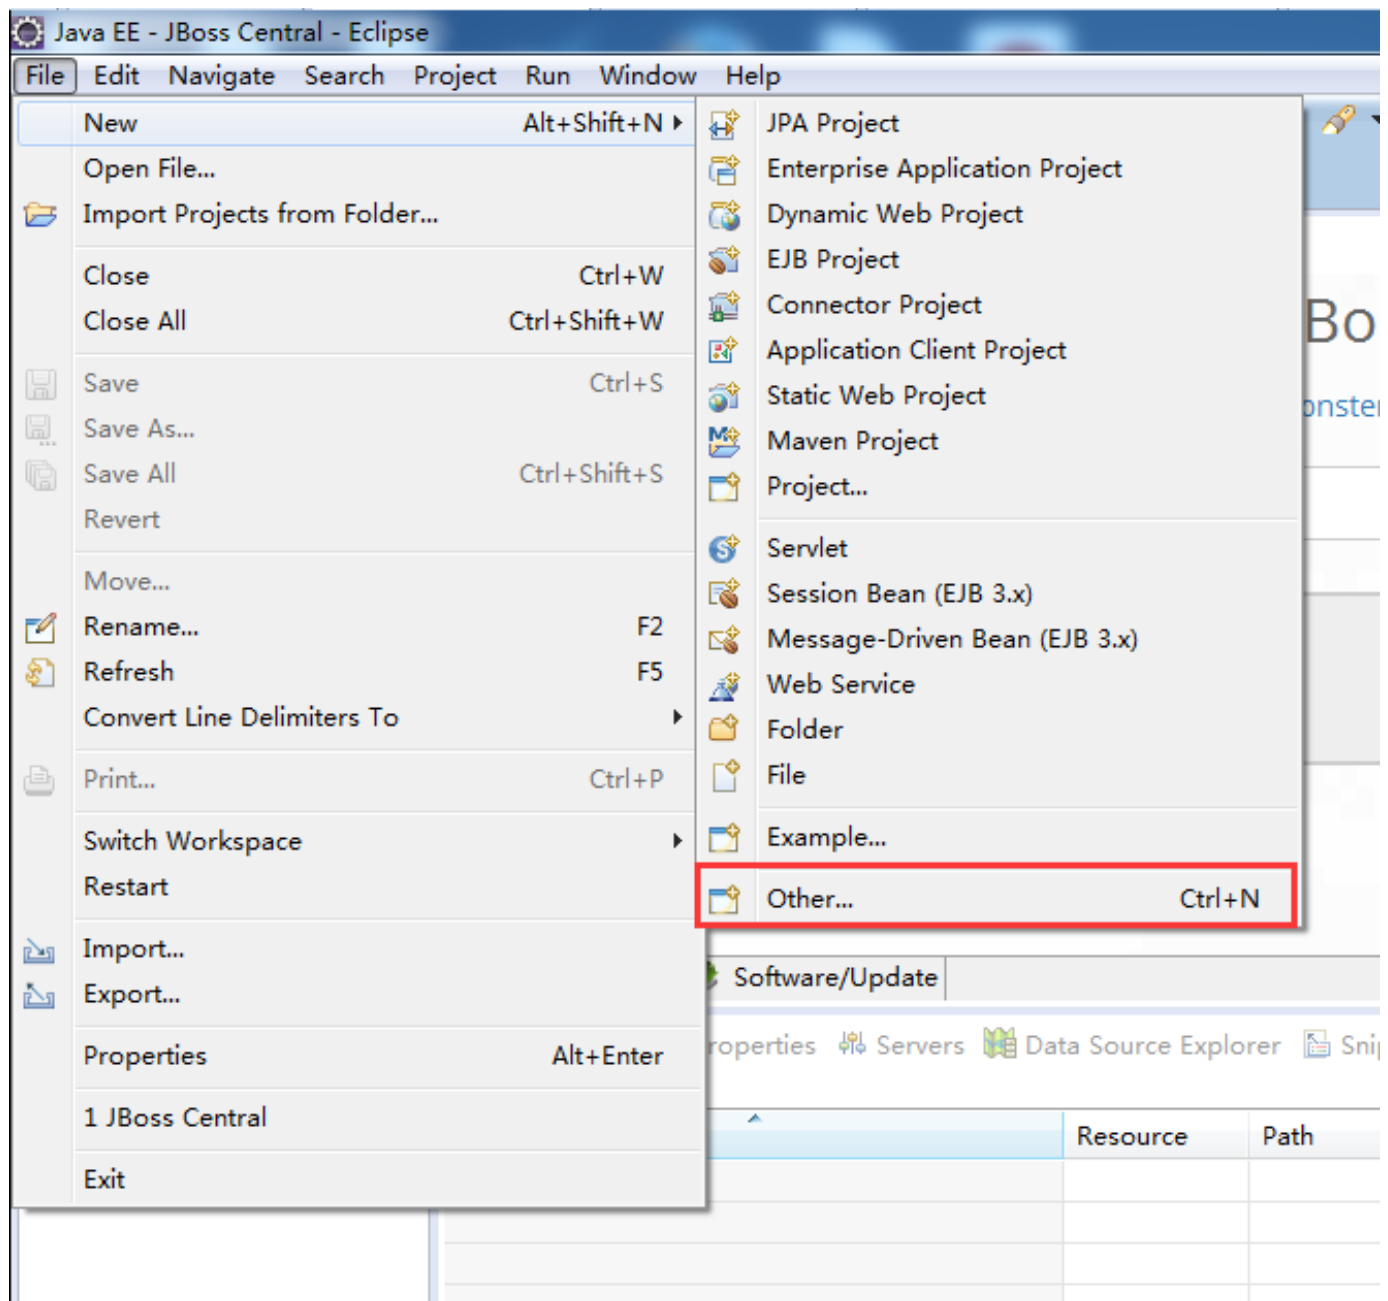 Java EE - JBoss Central - Eclipse
File Edit Navigate Search Project Run Window Help
New Alt+Shift+N
Open File...
Import Projects from Folder...
Close Ctrl+W
Close All Ctrl+Shift+W
Save Ctrl+S
Save As...
Save All Ctrl+Shift+S
Revert
Move...
Rename... F2
Refresh F5
Convert Line Delimiters To
Print... Ctrl+P
Switch Workspace
Restart
Import...
Export...
Properties Alt+Enter
1 JBoss Central
Exit
JPA Project
Enterprise Application Project
Dynamic Web Project
EJB Project
Connector Project
Application Client Project
Static Web Project
Maven Project
Project...
Servlet
Session Bean (EJB 3.x)
Message-Driven Bean (EJB 3.x)
Web Service
Folder
File
Example...
Other... Ctrl+N
Bo
onste
Software/Update
roperties Servers Data Source Explorer Snip
Resource Path